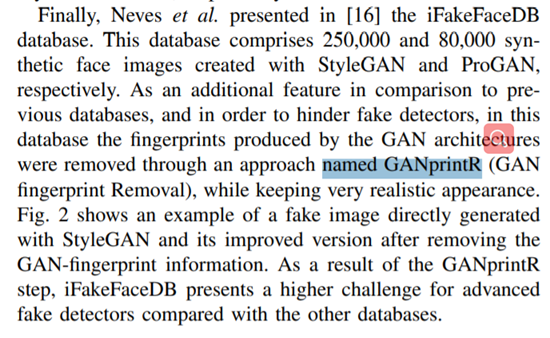 Finally, Neves et al. presented in [16] the iFakeFaceDB
database. This database comprises 250,000 and 80,000 syn-
thetic face images created with StyleGAN and ProGAN,
respectively. As an additional feature in comparison to pre-
vious databases, and in order to hinder fake detectors, in this
database the fingerprints produced by the GAN architectures
were removed through an approach named GANprintR (GAN
fingerprint Removal), while keeping very realistic appearance.
Fig. 2 shows an example of a fake image directly generated
with StyleGAN and its improved version after removing the
GAN-fingerprint information. As a result of the GANprintR
step, iFakeFaceDB presents a higher challenge for advanced
fake detectors compared with the other databases.